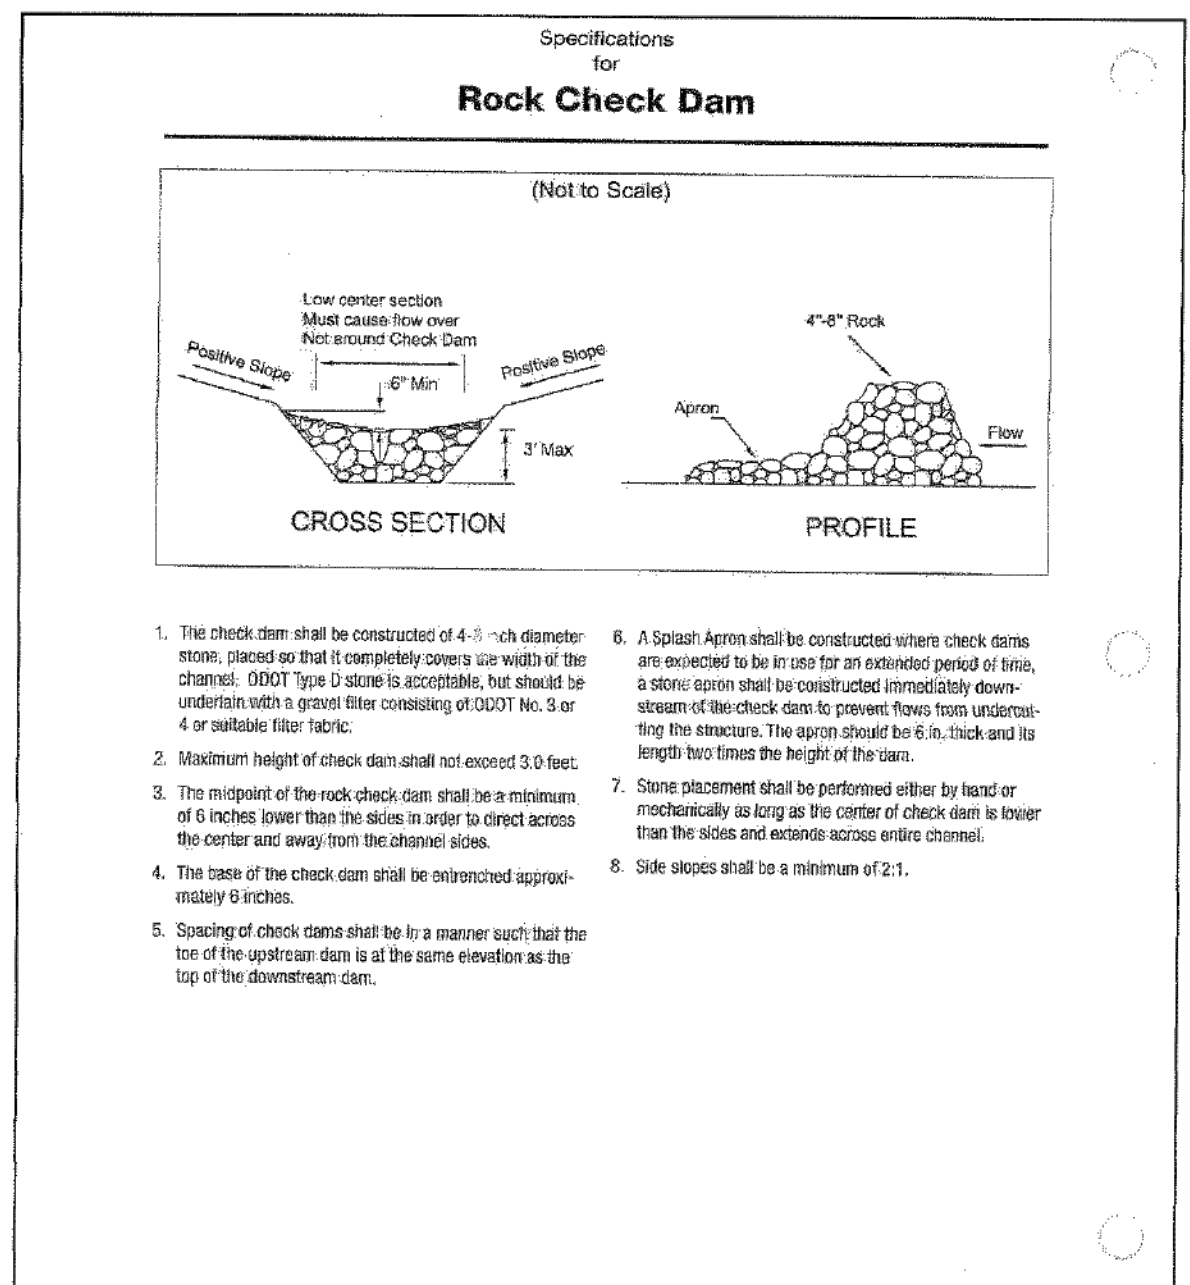 Specifications
for
Rock Check Dam
(Not to Scale)
Low center section
Must cause flow over
Not around Check Dam
Positive Slope
6" Min
Positive Slope
3' Max
CROSS SECTION
4"-8" Rock
Apron
Flow
PROFILE
1. The check dam shall be constructed of 4-8 inch diameter
stone, placed so that it completely covers the width of the
channel. ODOT Type D stone is acceptable, but should be
underlain with a gravel filter consisting of ODOT No. 3 or
4 or suitable filter fabric.
2. Maximum height of check dam shall not exceed 3.0 feet.
3. The midpoint of the rock check dam shall be a minimum
of 6 inches lower than the sides in order to direct across
the center and away from the channel sides.
4. The base of the check dam shall be entrenched approxi-
mately 6 inches.
5. Spacing of check dams shall be in a manner such that the
toe of the upstream dam is at the same elevation as the
top of the downstream dam.
6. A Splash Apron shall be constructed where check dams
are expected to be in use for an extended period of time,
a stone apron shall be constructed immediately down-
stream of the check dam to prevent flows from undercut-
ting the structure. The apron should be 6 in. thick and its
length two times the height of the dam.
7. Stone placement shall be performed either by hand or
mechanically as long as the center of check dam is lower
than the sides and extends across entire channel.
8. Side slopes shall be a minimum of 2:1.